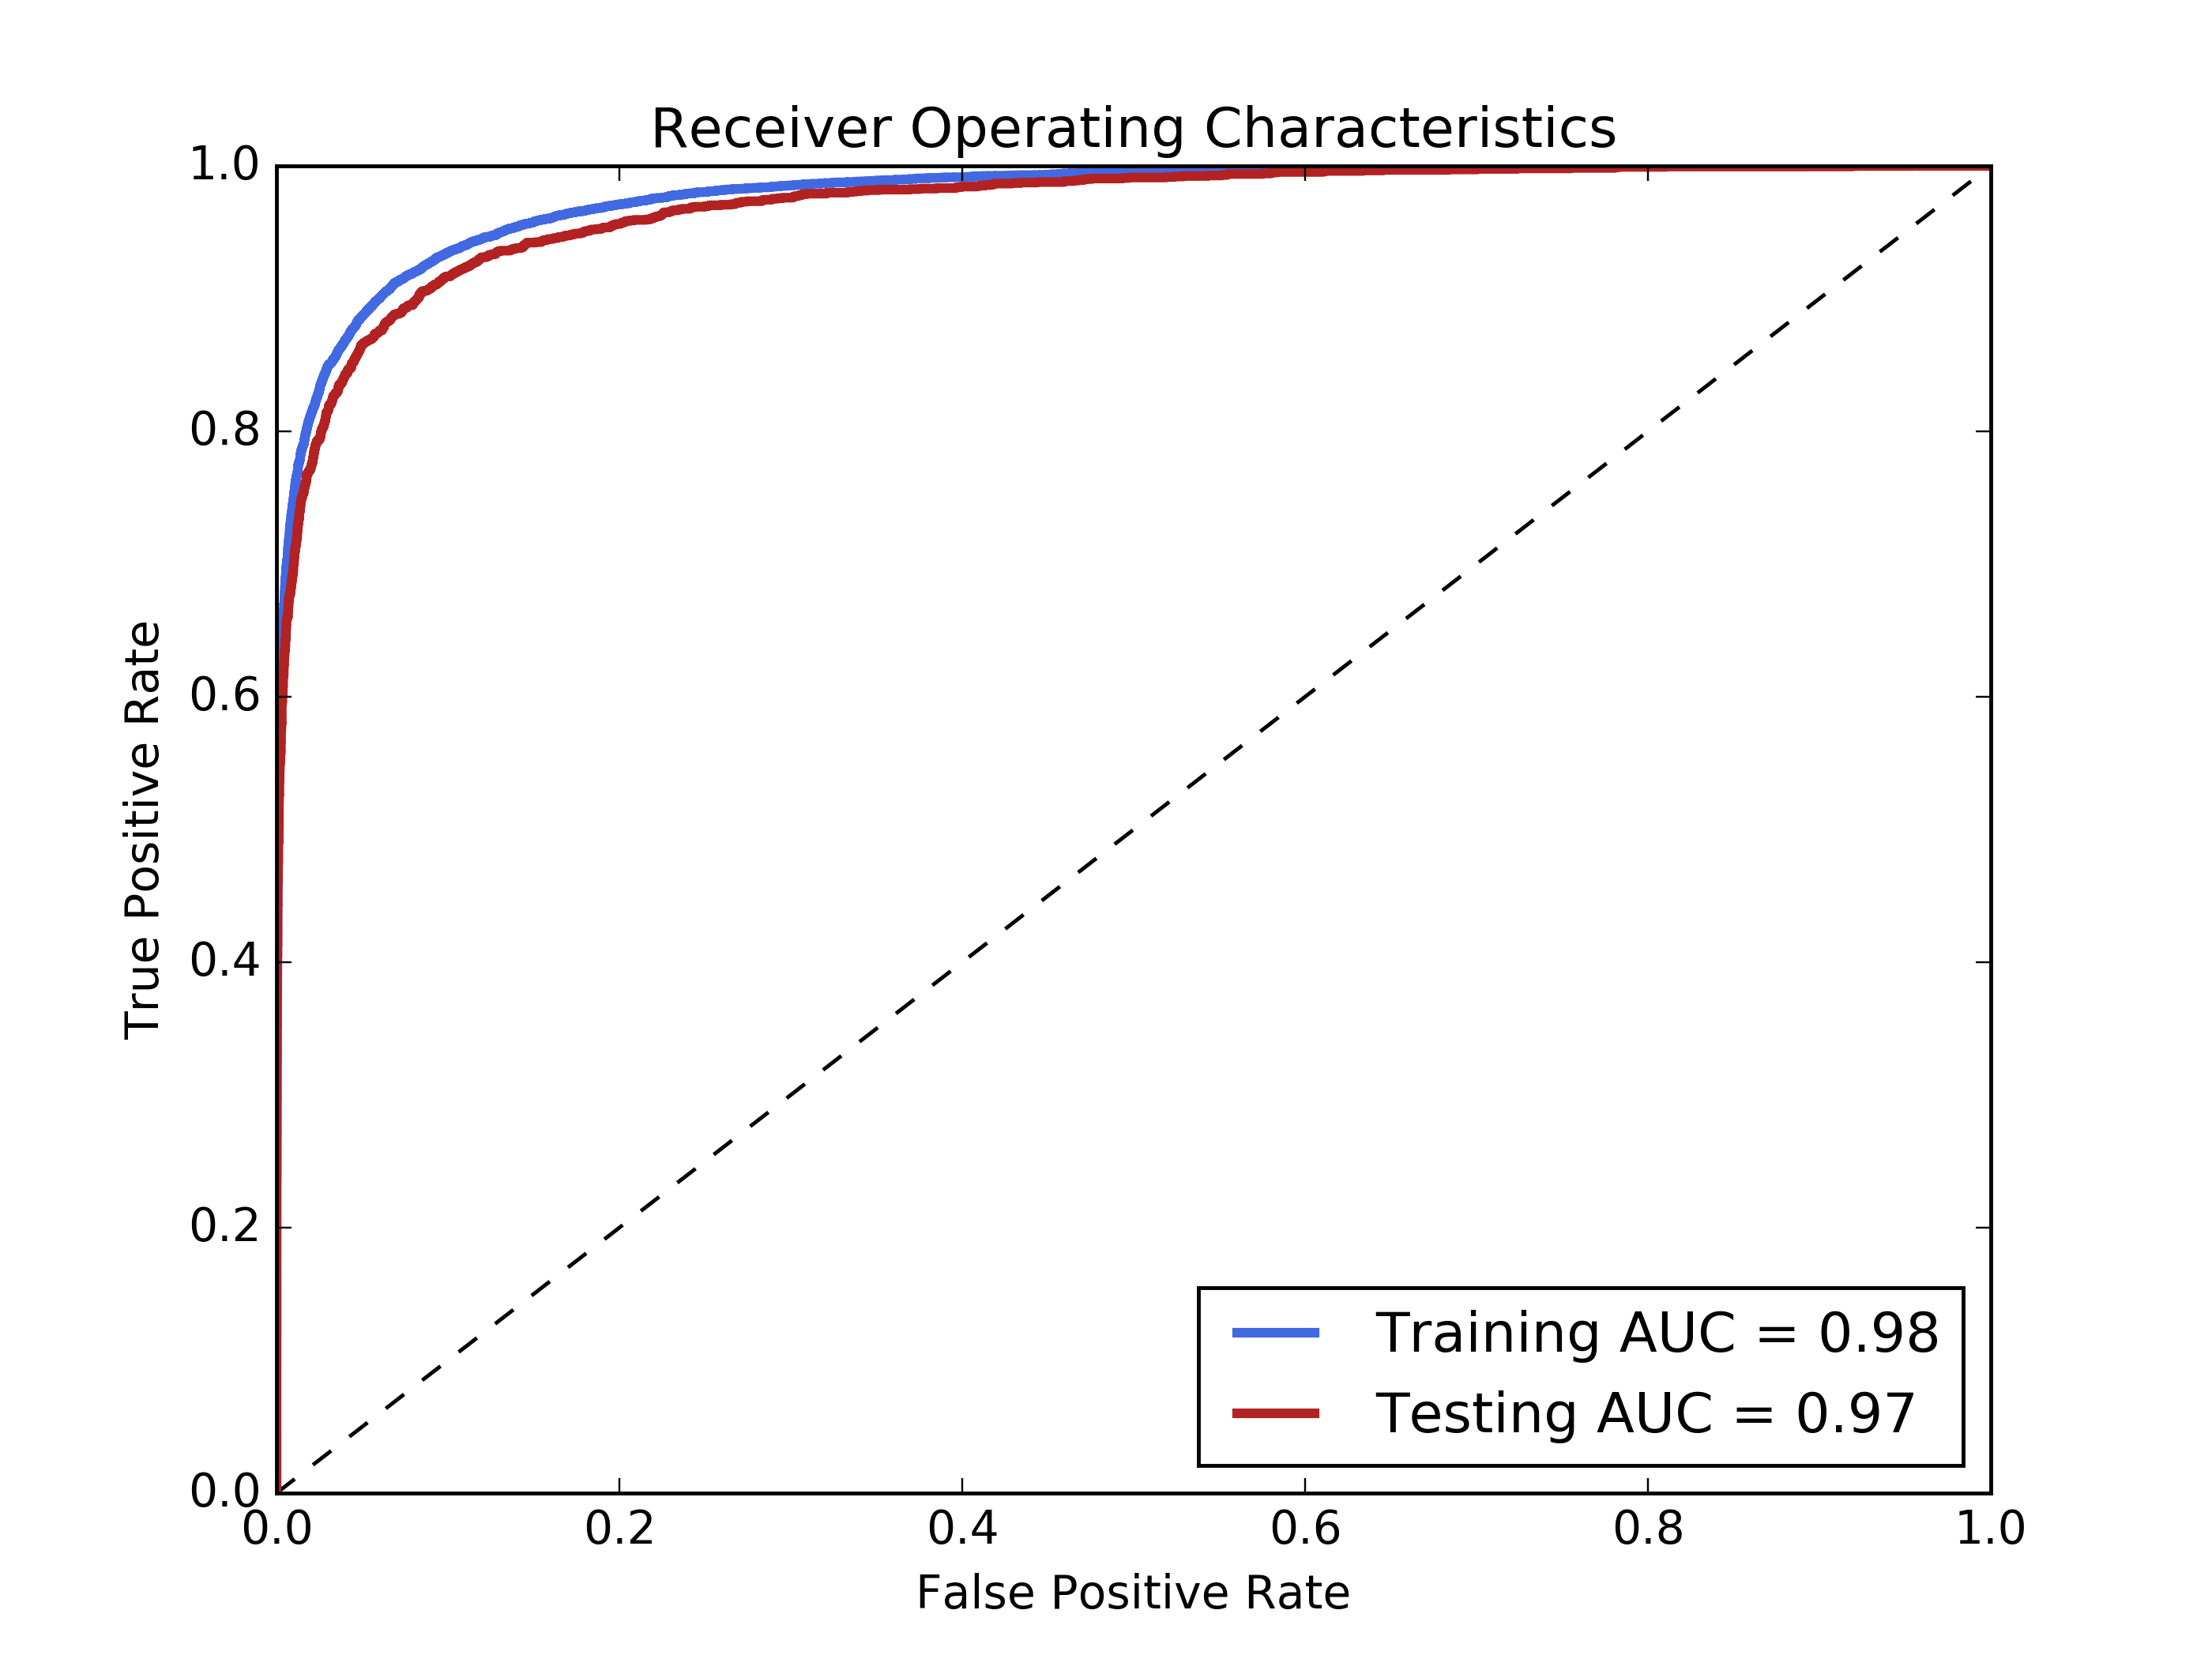 Receiver Operating Characteristics
1.0
0.8
0.6
0.4
0.2
0.0
True Positive Rate
Training AUC = 0.98
Testing AUC = 0.97
0.0 0.2 0.4 0.6 0.8 1.0
False Positive Rate